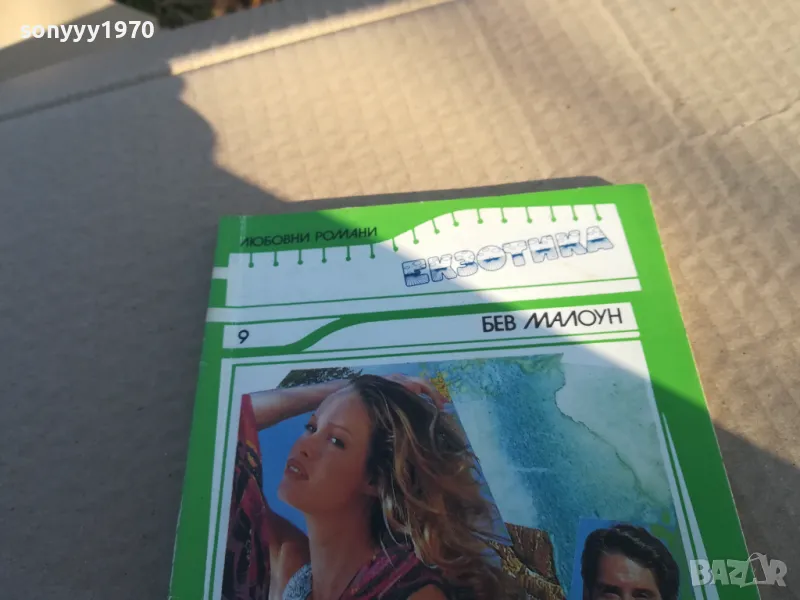 sonyyy1970
ЛЮБОВНИ РОМАНИ
ЕКЗОТИКА
9
БЕВ МАЛОУН
BAZAR